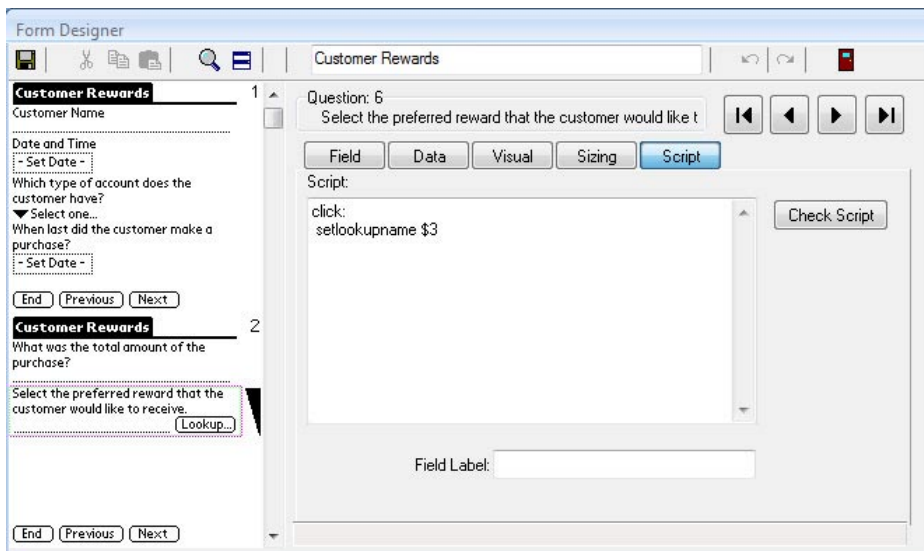 Form Designer
Customer Rewards
Customer Rewards 1
Customer Name
Date and Time
- Set Date -
Which type of account does the
customer have?
Select one...
When last did the customer make a
purchase?
- Set Date -
End Previous Next
Customer Rewards 2
What was the total amount of the
purchase?
Select the preferred reward that the
customer would like to receive.
Lookup...
End Previous Next
Question: 6
Select the preferred reward that the customer would like t
Field Data Visual Sizing Script
Script:
click:
setlookupname $3
Check Script
Field Label: